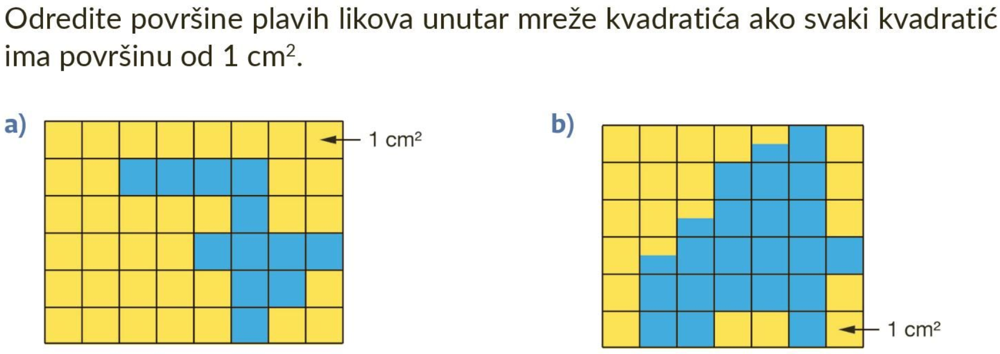 Odredite površine plavih likova unutar mreže kvadratića ako svaki kvadratić
ima površinu od 1 cm².
a)
1 cm²
b)
1 cm²